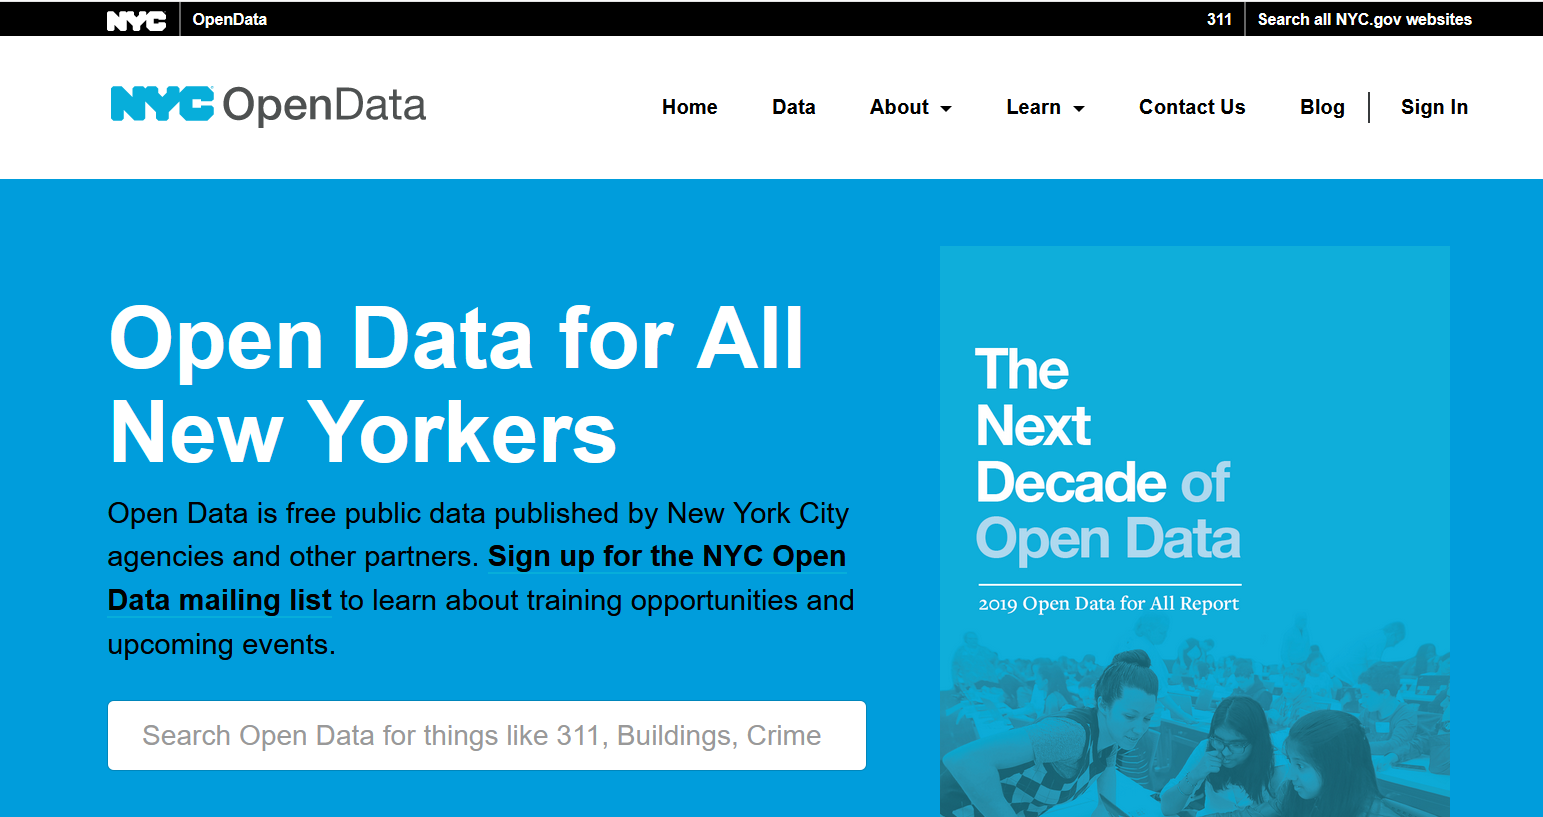 NYC OpenData 311 Search all NYC.gov websites
NYC OpenData Home Data About Learn Contact Us Blog Sign In
Open Data for All
New Yorkers
Open Data is free public data published by New York City
agencies and other partners. Sign up for the NYC Open
Data mailing list to learn about training opportunities and
upcoming events.
Search Open Data for things like 311, Buildings, Crime
The
Next
Decade of
Open Data
2019 Open Data for All Report